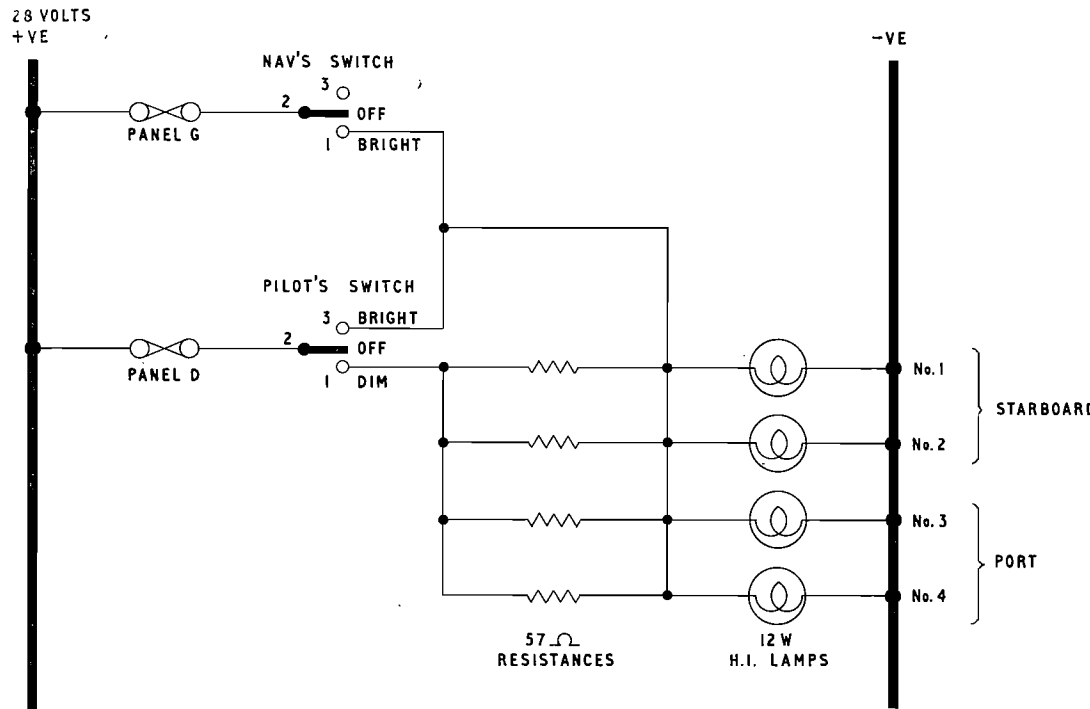 28 VOLTS
+VE
-VE
NAV'S SWITCH
3
2
OFF
PANEL G
1 BRIGHT
PILOT'S SWITCH
3 BRIGHT
2
OFF
PANEL D
1 DIM
No.1
STARBOARD
No.2
No.3
PORT
No.4
57 Ω
RESISTANCES
12 W
H.I. LAMPS